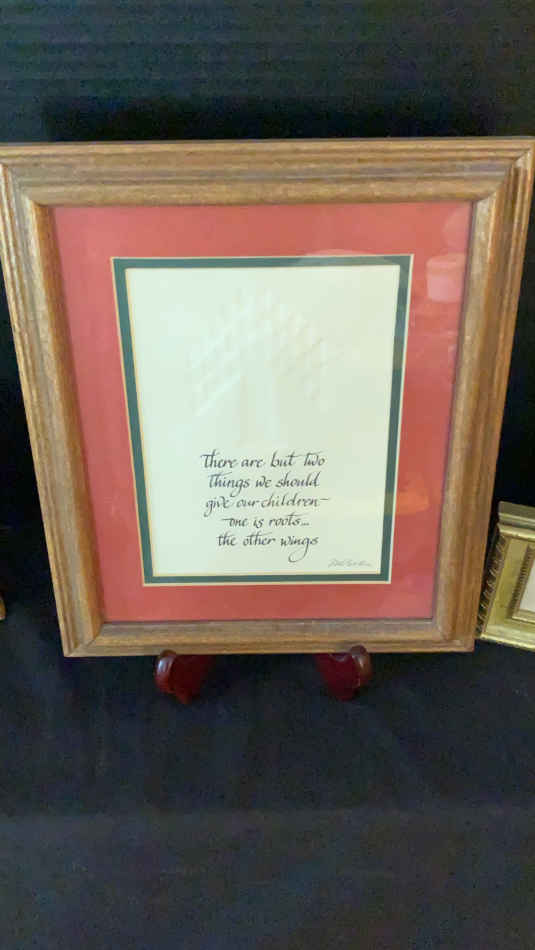 There are but two
Things we should
give our children-
one is roots...
the other wings